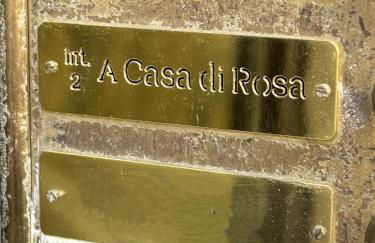 int. 2 A Casa di Rosa